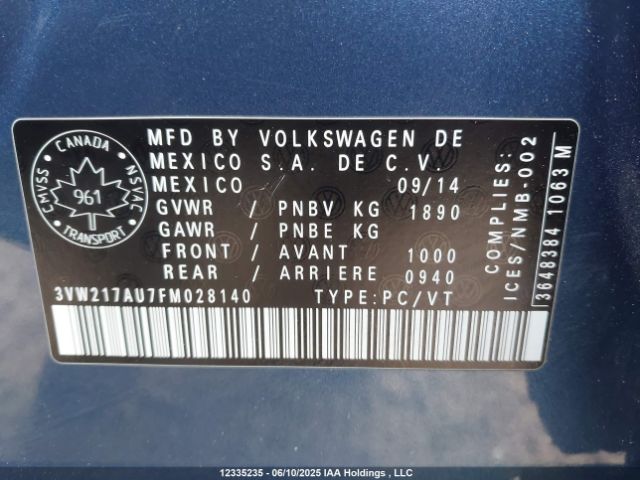 CANADA
CMVSS 961 NSVAC
TRANSPORT
MFD BY VOLKSWAGEN DE
MEXICO S.A. DE C.V
MEXICO 09/14
GVWR / PNBV KG 1890
GAWR / PNBE KG
FRONT / AVANT 1000
REAR / ARRIERE 0940
3VW217AU7FM028140 TYPE:PC/VT
COMPLIES:
ICES/NMB-002
3648384 1063 M
12335235 - 06/10/2025 IAA Holdings , LLC